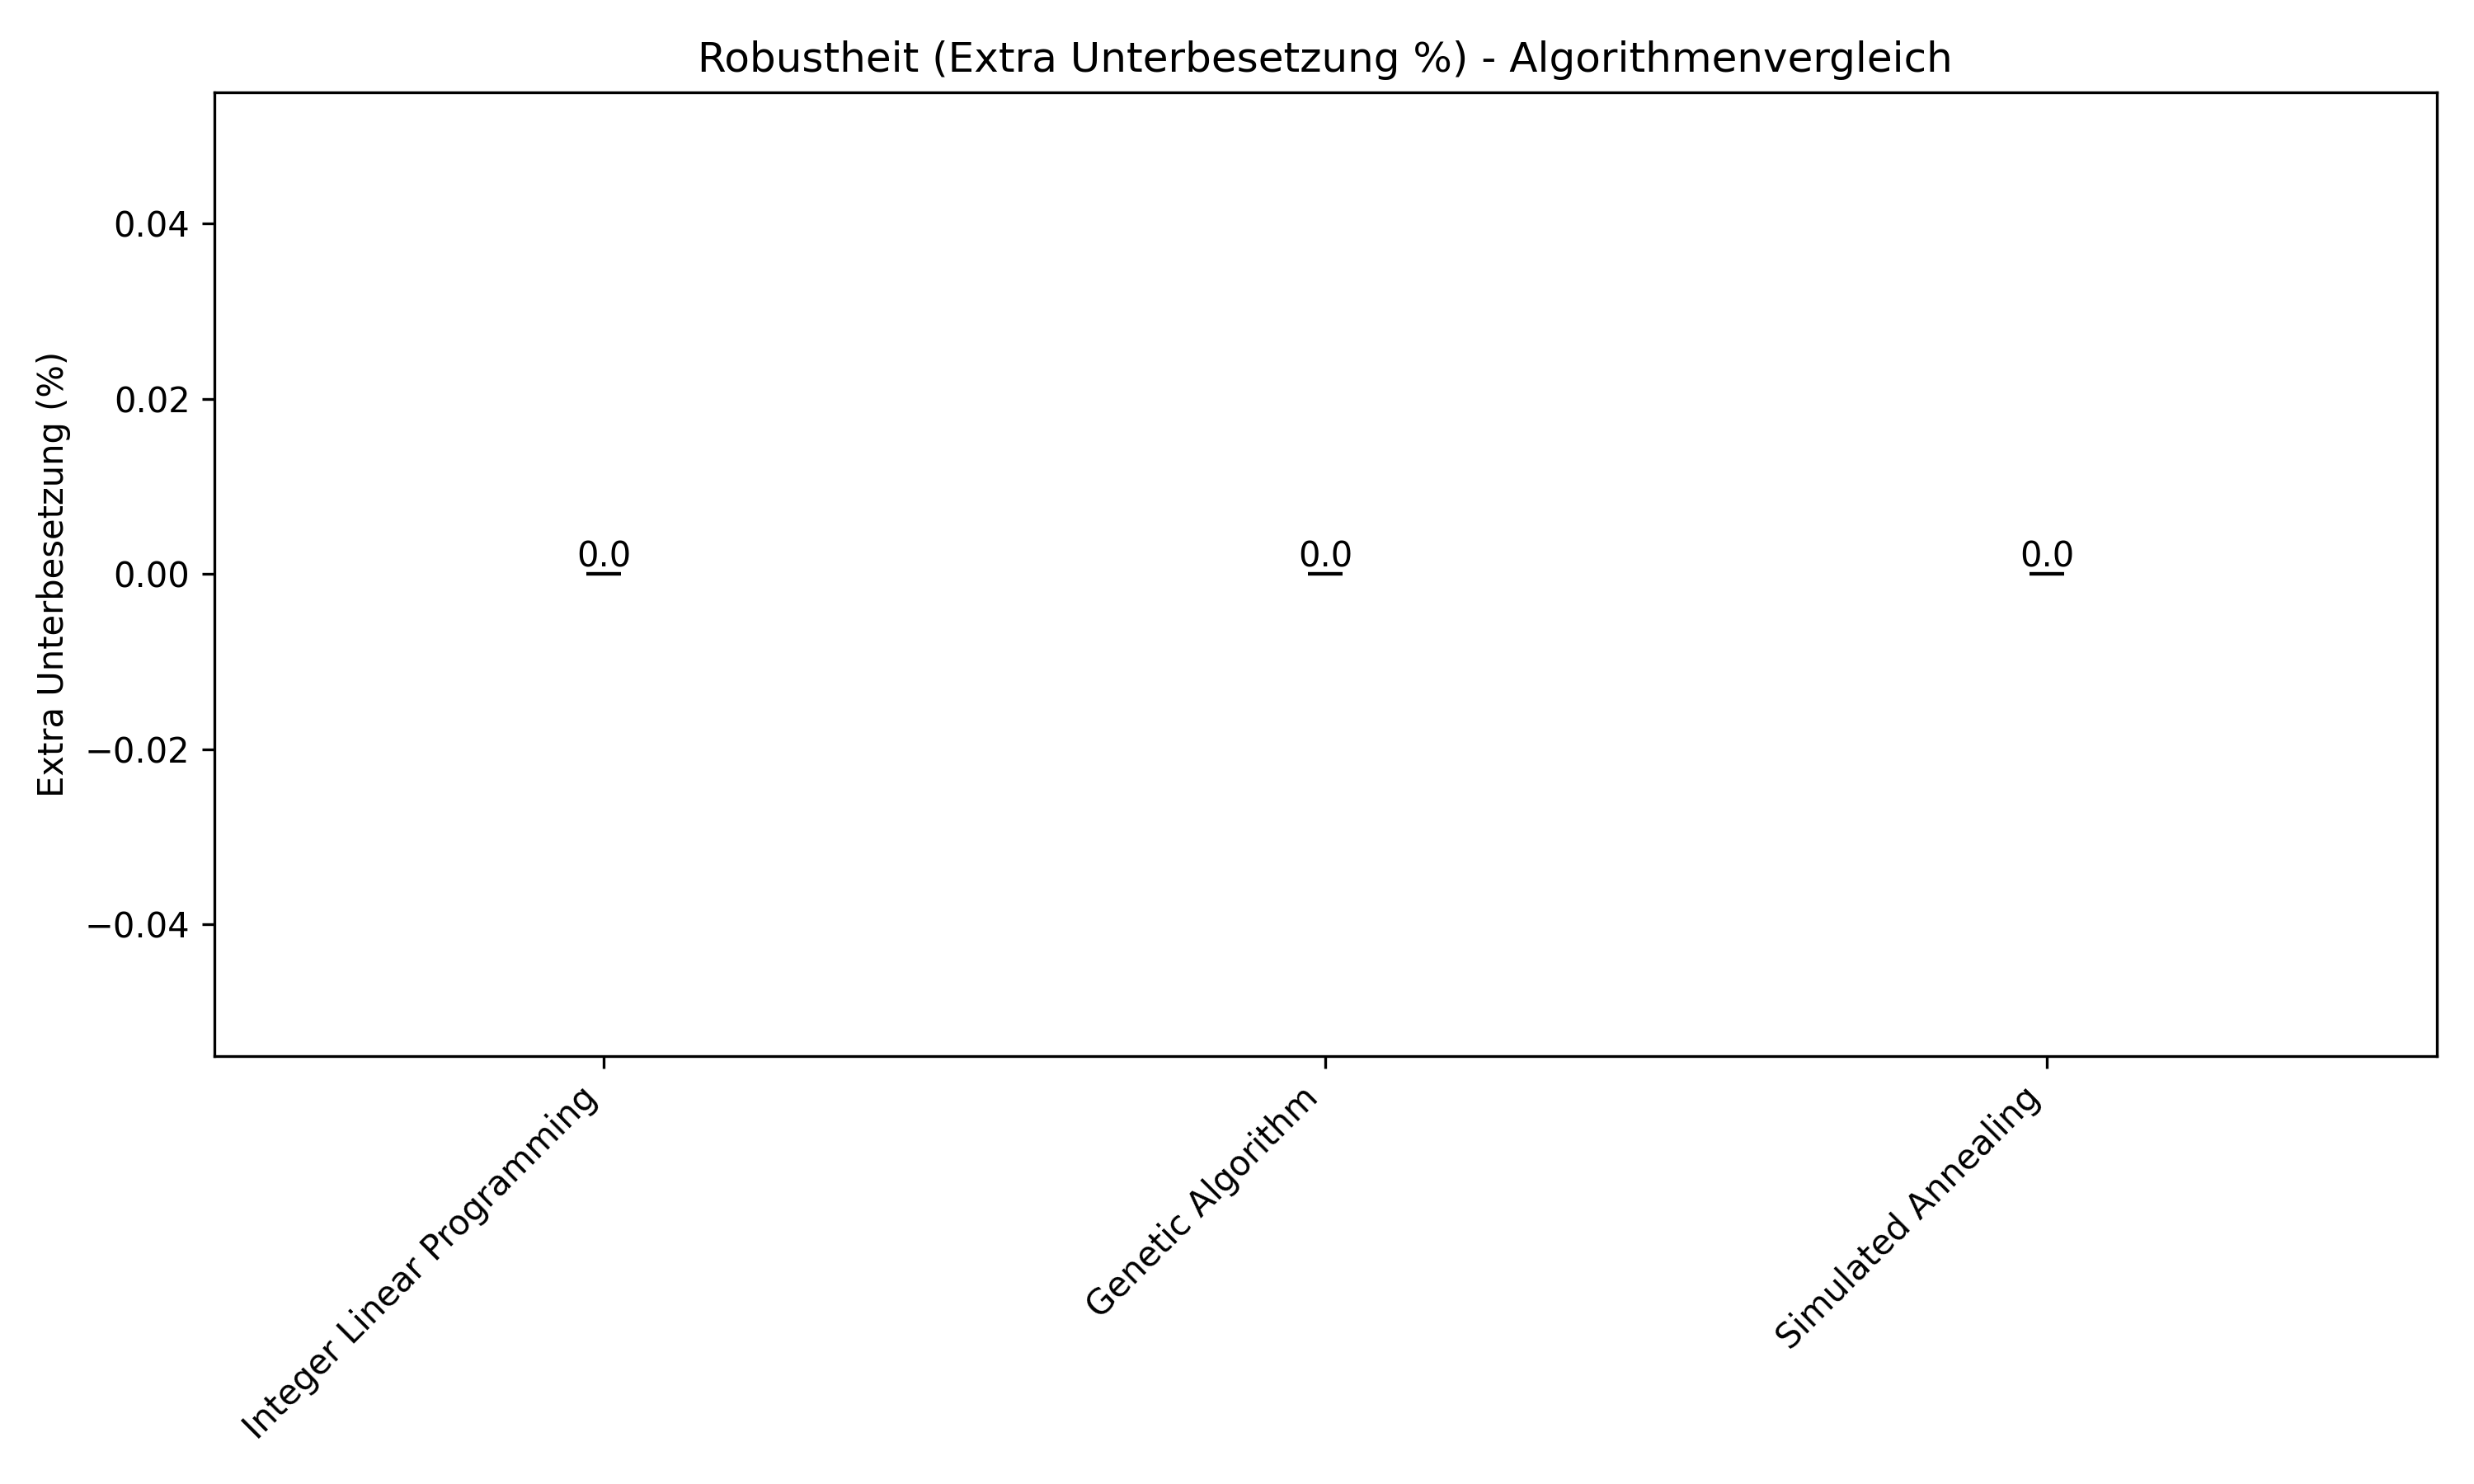 Robustheit (Extra Unterbesetzung %) - Algorithmenvergleich
Extra Unterbesetzung (%)
0.04
0.02
0.00
−0.02
−0.04
0.0
0.0
0.0
Integer Linear Programming
Genetic Algorithm
Simulated Annealing